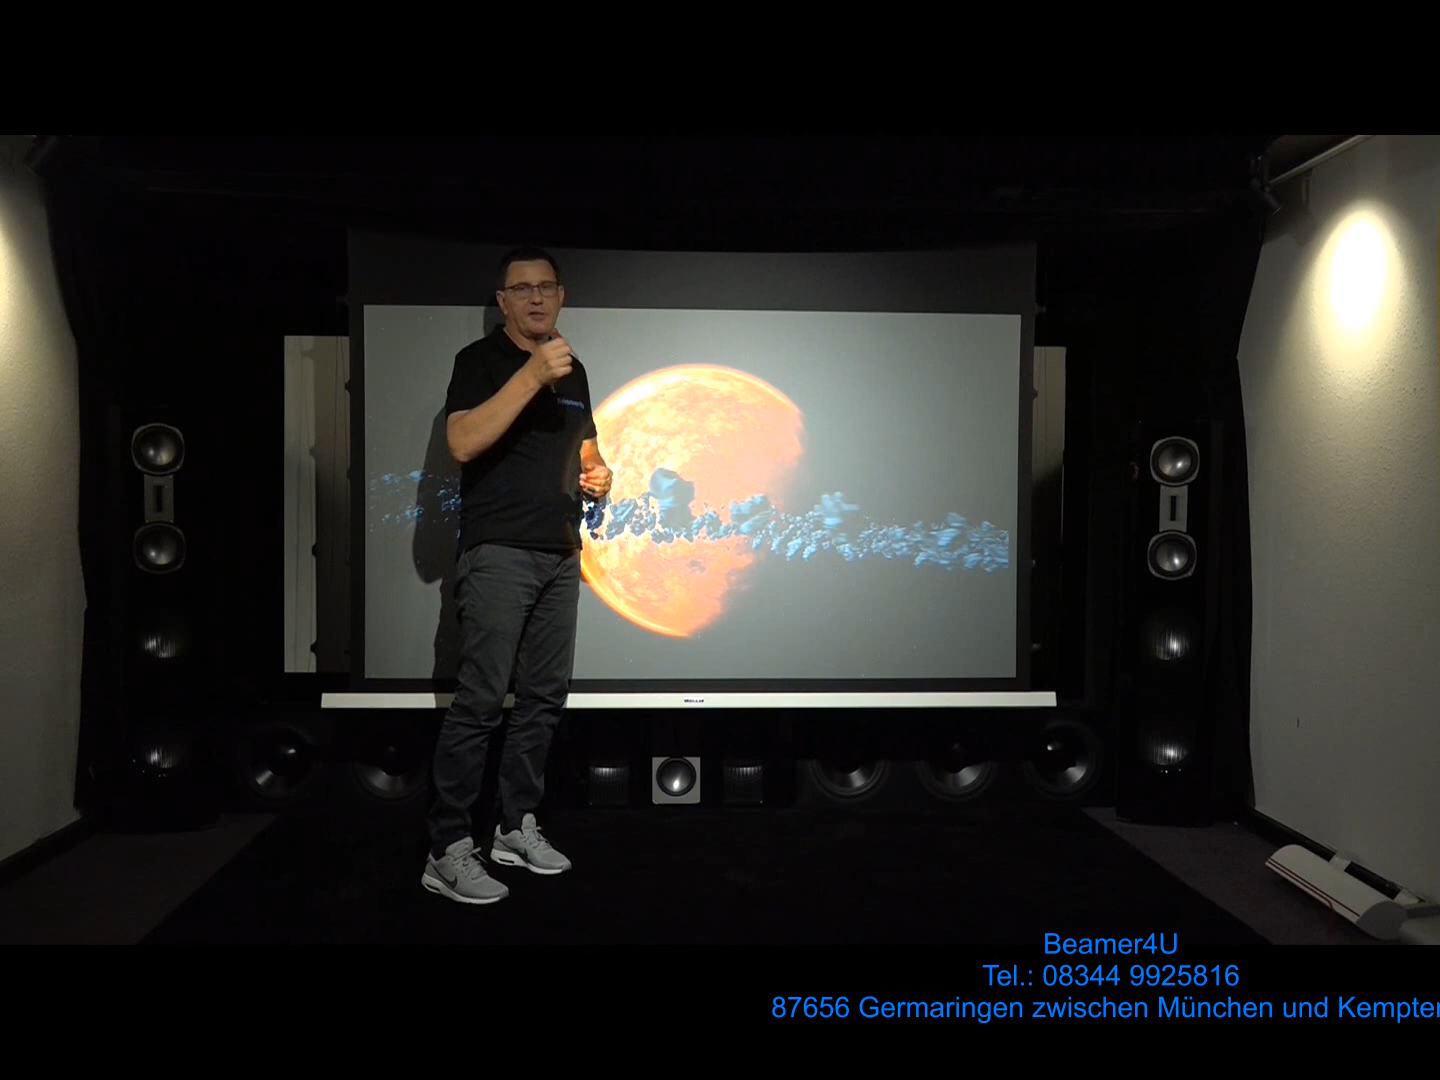 Beamer4U
Tel.: 08344 9925816
87656 Germaringen zwischen München und Kempten